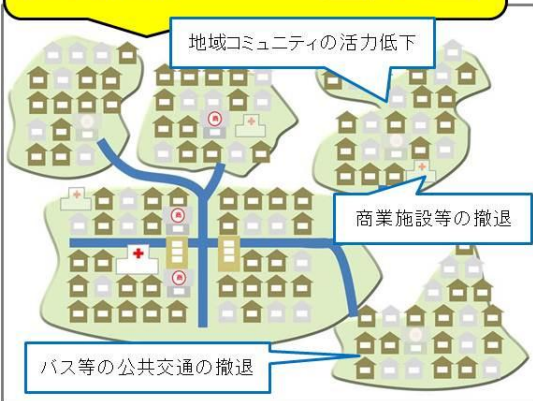 地域コミュニティの活力低下
商業施設等の撤退
バス等の公共交通の撤退